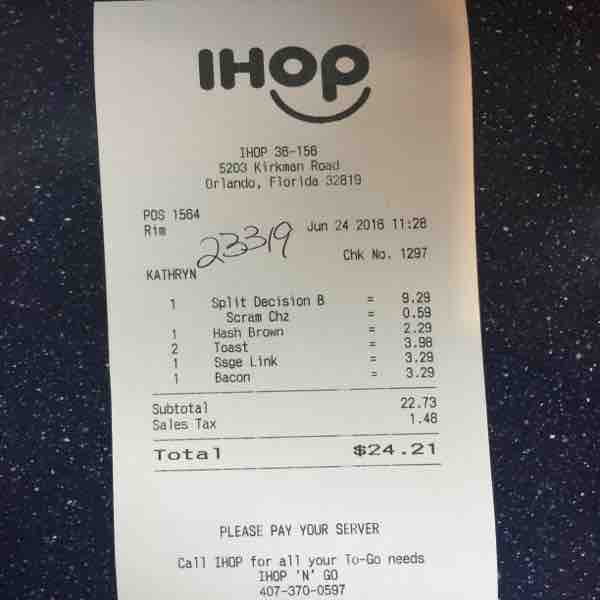 IHOP
IHOP 36-156
5203 Kirkman Road
Orlando, Florida 32819
POS 1564
Rim
23319
Jun 24 2016 11:28
Chk No. 1297
KATHRYN
1 Split Decision B = 9.29
Scram Chz = 0.59
1 Hash Brown = 2.29
2 Toast = 3.98
1 Ssge Link = 3.29
1 Bacon = 3.29
Subtotal 22.73
Sales Tax 1.48
Total $24.21
PLEASE PAY YOUR SERVER
Call IHOP for all your To-Go needs
IHOP 'N' GO
407-370-0597